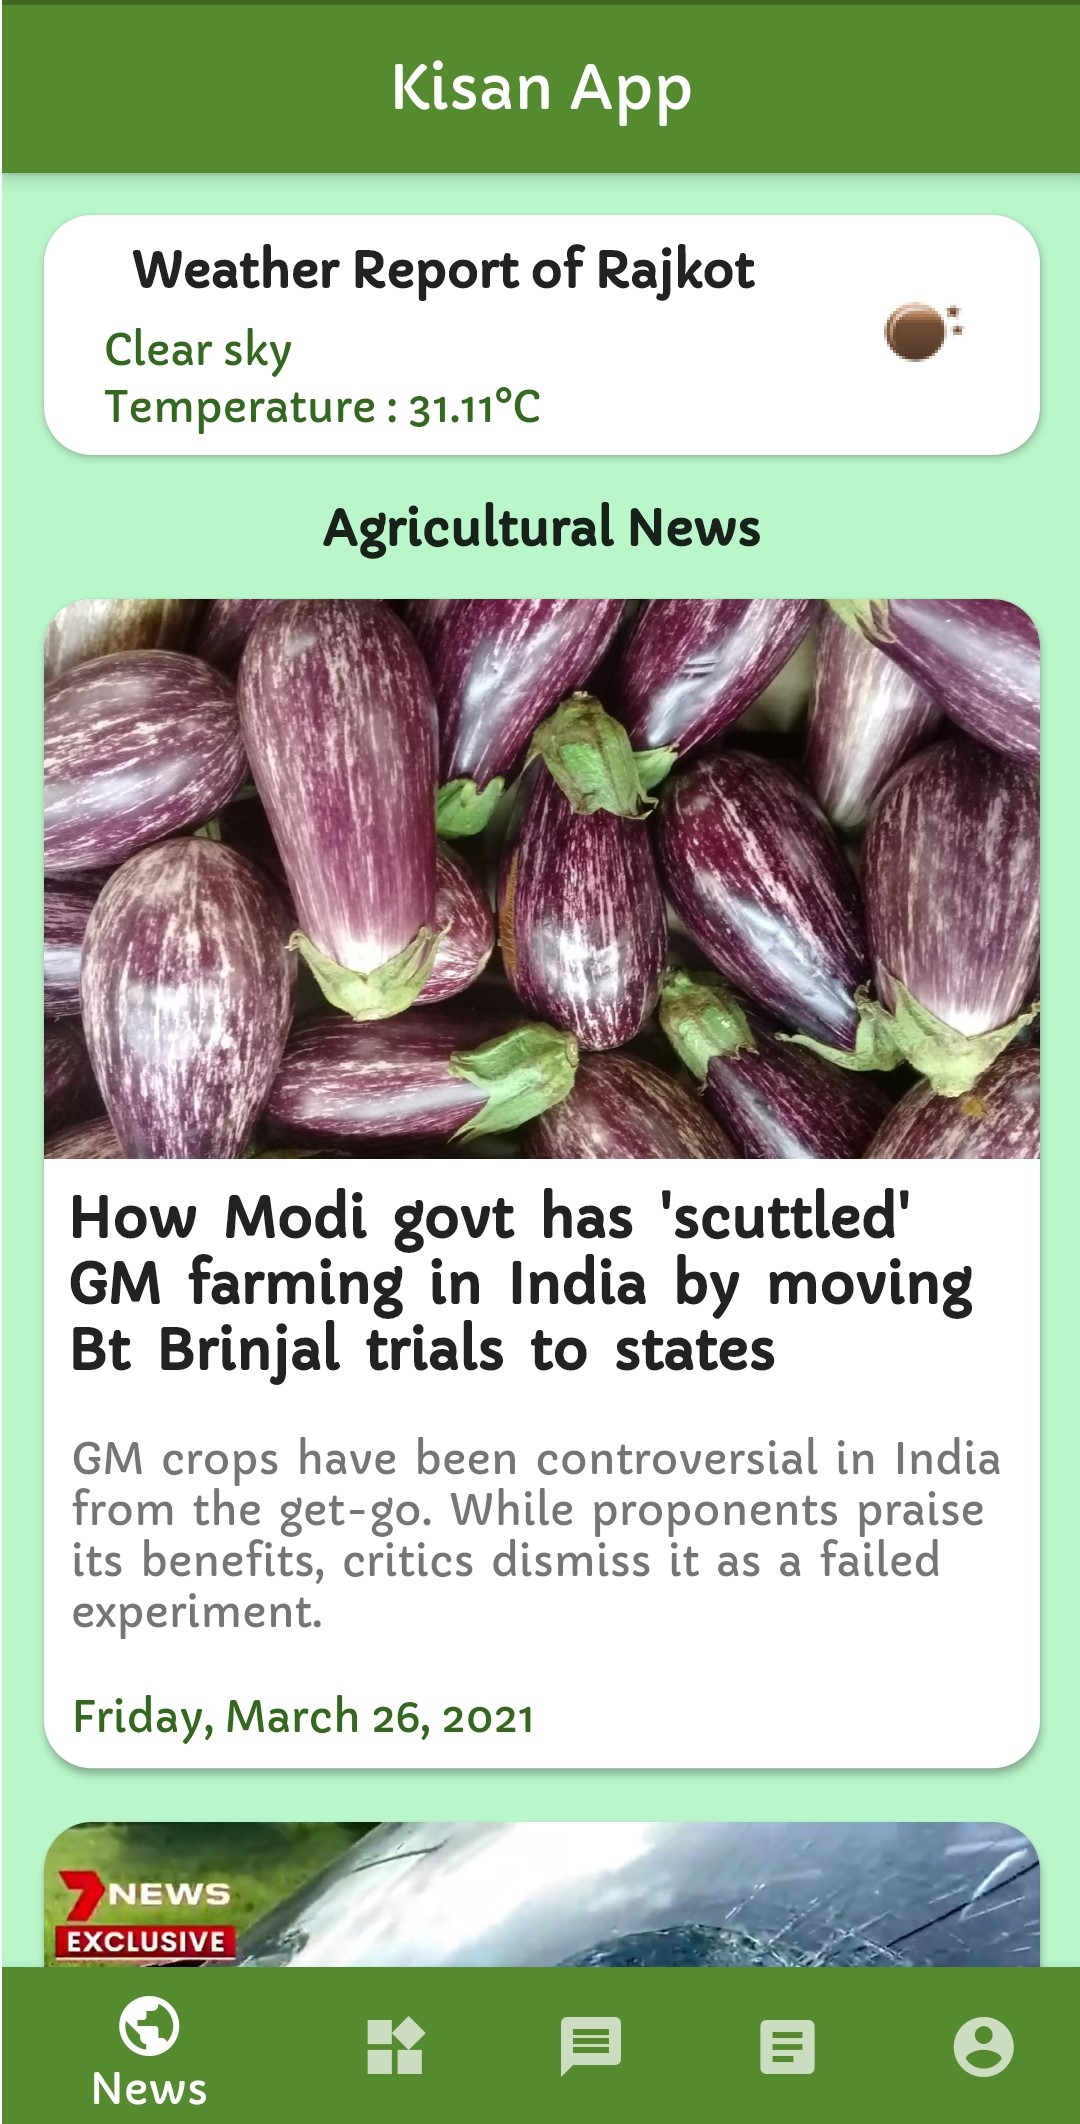 Kisan App
Weather Report of Rajkot
Clear sky
Temperature : 31.11°C
Agricultural News
How Modi govt has 'scuttled'
GM farming in India by moving
Bt Brinjal trials to states
GM crops have been controversial in India
from the get-go. While proponents praise
its benefits, critics dismiss it as a failed
experiment.
Friday, March 26, 2021
7NEWS
EXCLUSIVE
News